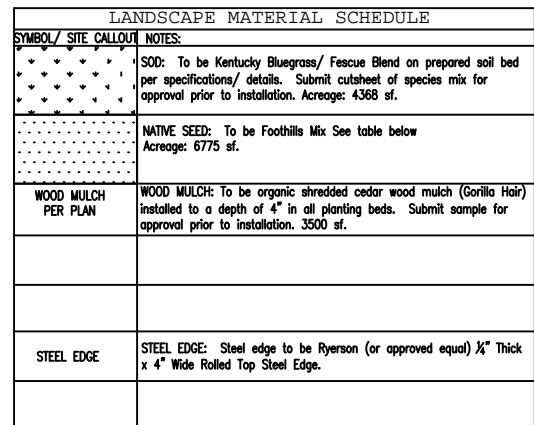 LANDSCAPE MATERIAL SCHEDULE
SYMBOL/ SITE CALLOUT NOTES:
SOD: To be Kentucky Bluegrass/ Fescue Blend on prepared soil bed
per specifications/ details. Submit cutsheet of species mix for
approval prior to installation. Acreage: 4368 sf.
NATIVE SEED: To be Foothills Mix See table below
Acreage: 6775 sf.
WOOD MULCH
PER PLAN
WOOD MULCH: To be organic shredded cedar wood mulch (Gorilla Hair)
installed to a depth of 4" in all planting beds. Submit sample for
approval prior to installation. 3500 sf.
STEEL EDGE
STEEL EDGE: Steel edge to be Ryerson (or approved equal) ¼" Thick
x 4" Wide Rolled Top Steel Edge.